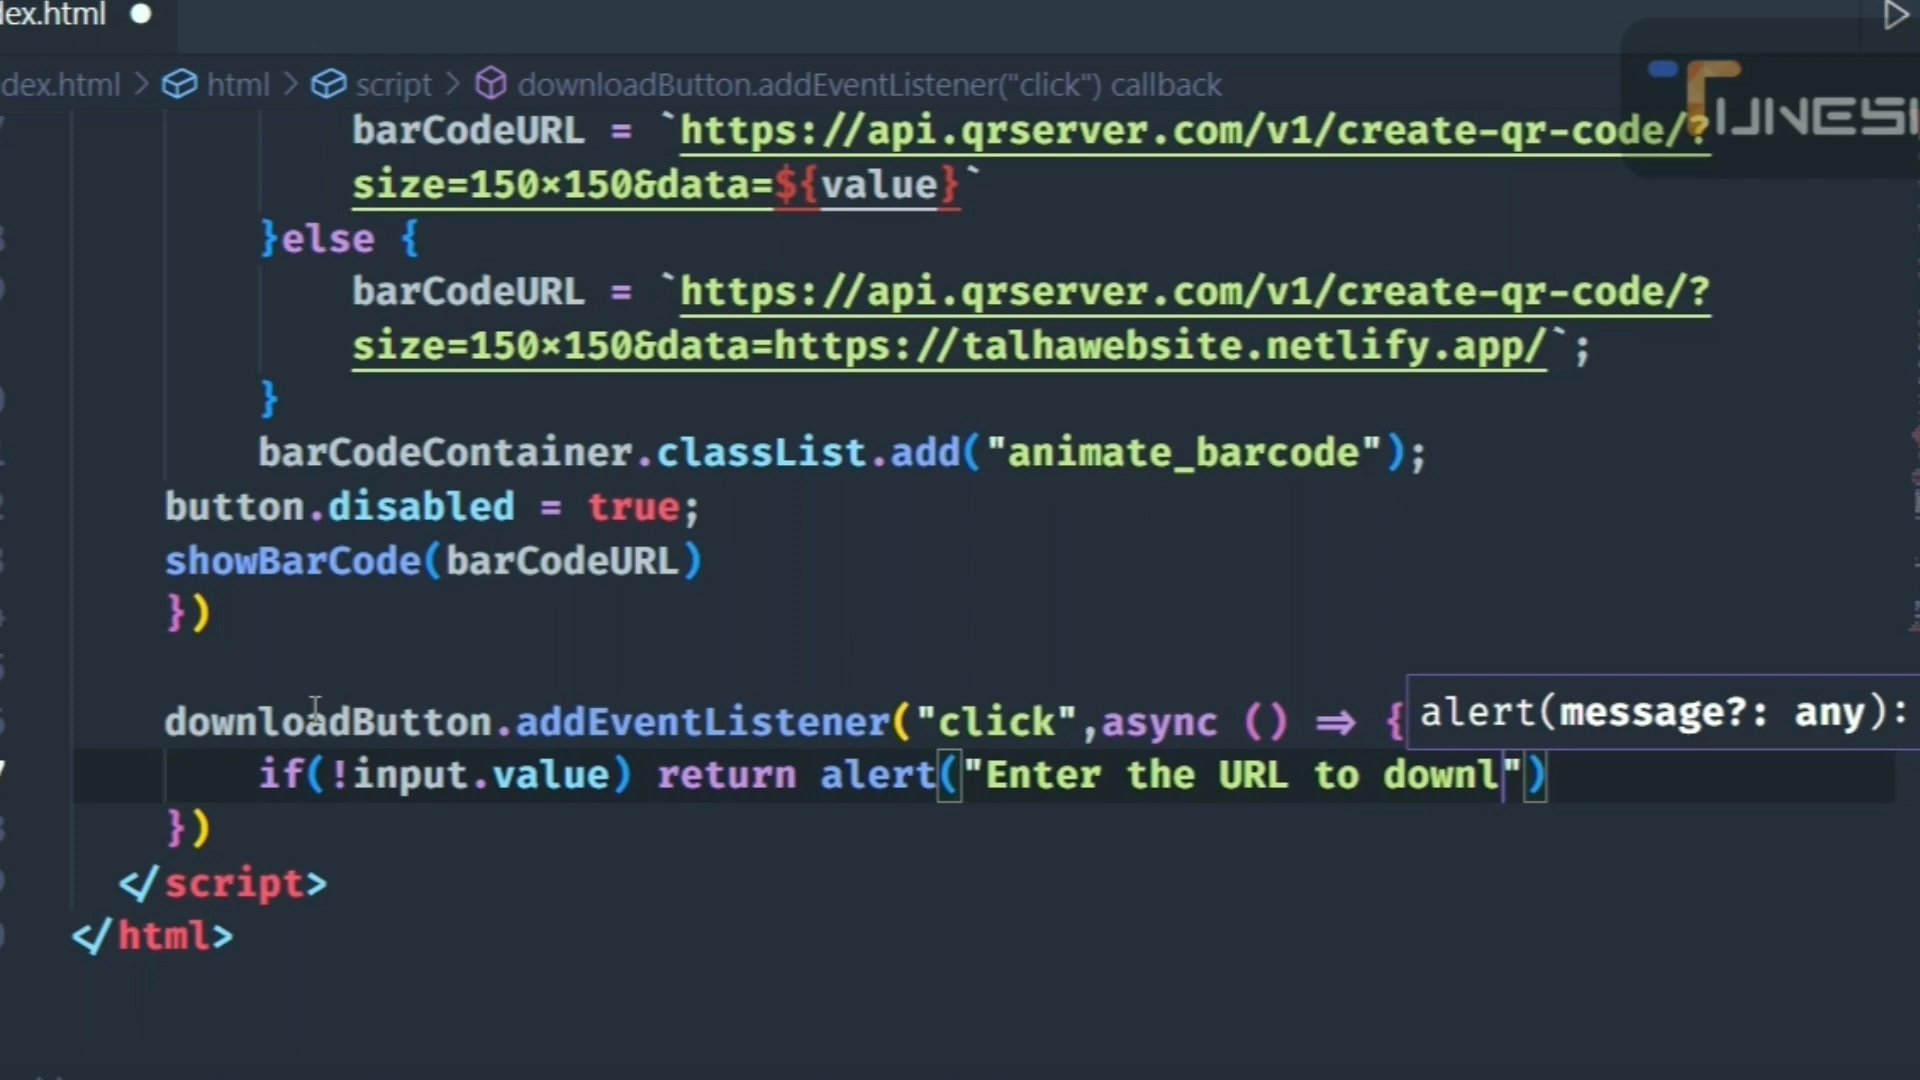 dex.html
dex.html > html > script > downloadButton.addEventListener("click") callback
barCodeURL = `https://api.qrserver.com/v1/create-qr-code/?
size=150×150&data=${value}`
}else {
barCodeURL = `https://api.qrserver.com/v1/create-qr-code/?
size=150×150&data=https://talhawebsite.netlify.app/`;
}
barCodeContainer.classList.add("animate_barcode");
button.disabled = true;
showBarCode(barCodeURL)
})
downloadButton.addEventListener("click",async () => {
alert(message?: any):
if(!input.value) return alert("Enter the URL to downl")
})
</script>
</html>